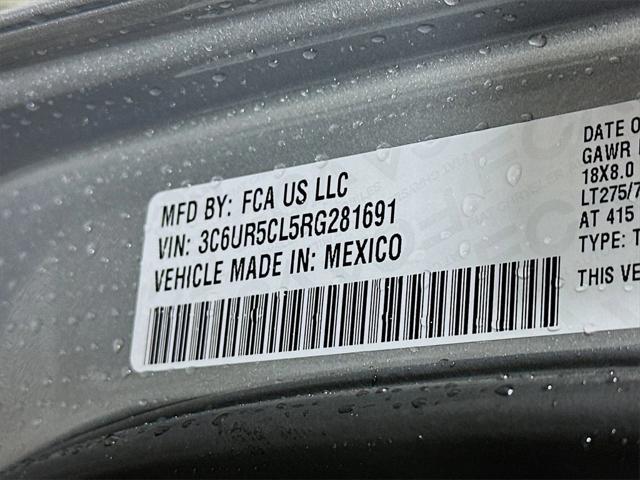 MFD BY: FCA US LLC
VIN: 3C6UR5CL5RG281691
VEHICLE MADE IN: MEXICO
DATE O
GAWR
18X8.0
LT275/7
AT 415
TYPE: T
THIS VE